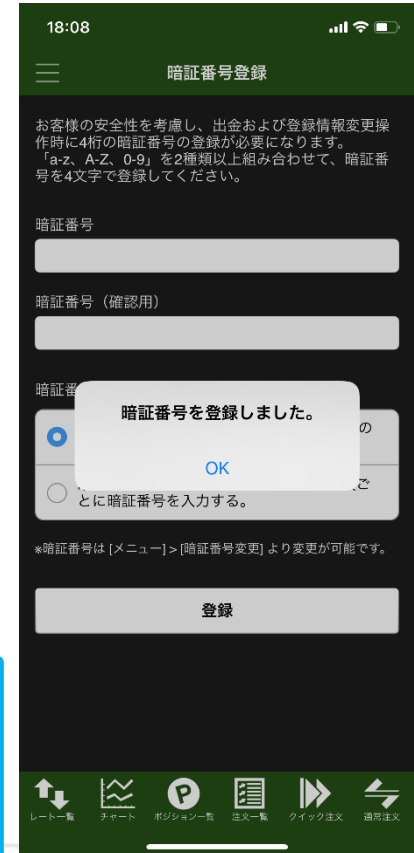 18:08
暗証番号登録
お客様の安全性を考慮し、出金および登録情報変更操
作時に4桁の暗証番号の登録が必要になります。
「a-z、A-Z、0-9」を2種類以上組み合わせて、暗証番
号を4文字で登録してください。
暗証番号
暗証番号（確認用）
暗証番
の
暗証番号を登録しました。
OK
ご
とに暗証番号を入力する。
※暗証番号は [メニュー] > [暗証番号変更] より変更が可能です。
登録
レート一覧 チャート ポジション一覧 注文一覧 クイック注文 通常注文